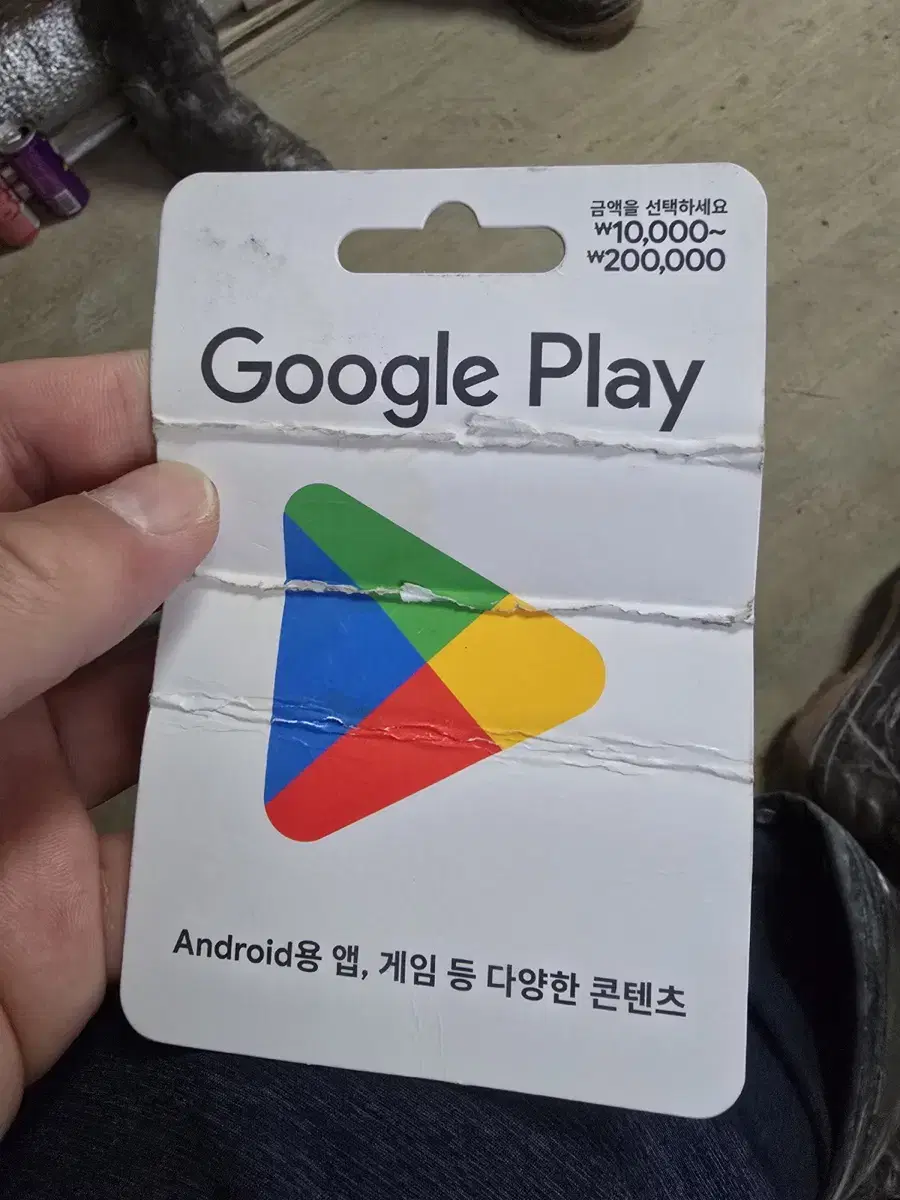 금액을 선택하세요
₩10,000~
₩200,000
Google Play
Android용 앱, 게임 등 다양한 콘텐츠